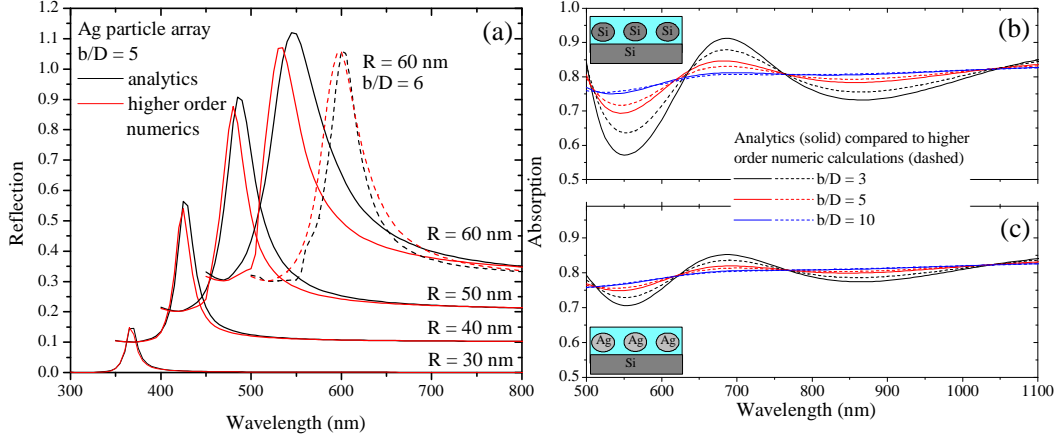 (a)
Ag particle array
b/D = 5
analytics
higher order
numerics
R = 60 nm
b/D = 6
R = 60 nm
R = 50 nm
R = 40 nm
R = 30 nm
Reflection
1.2
1.1
1.0
0.9
0.8
0.7
0.6
0.5
0.4
0.3
0.2
0.1
0.0
300 400 500 600 700 800
Wavelength (nm)
(b)
Si Si Si
Si
Absorption
1.0
0.9
0.8
0.7
0.6
0.5
Analytics (solid) compared to higher
order numeric calculations (dashed)
b/D = 3
b/D = 5
b/D = 10
(c)
0.9
0.8
0.7
0.6
0.5
Ag Ag Ag
Si
500 600 700 800 900 1000 1100
Wavelength (nm)